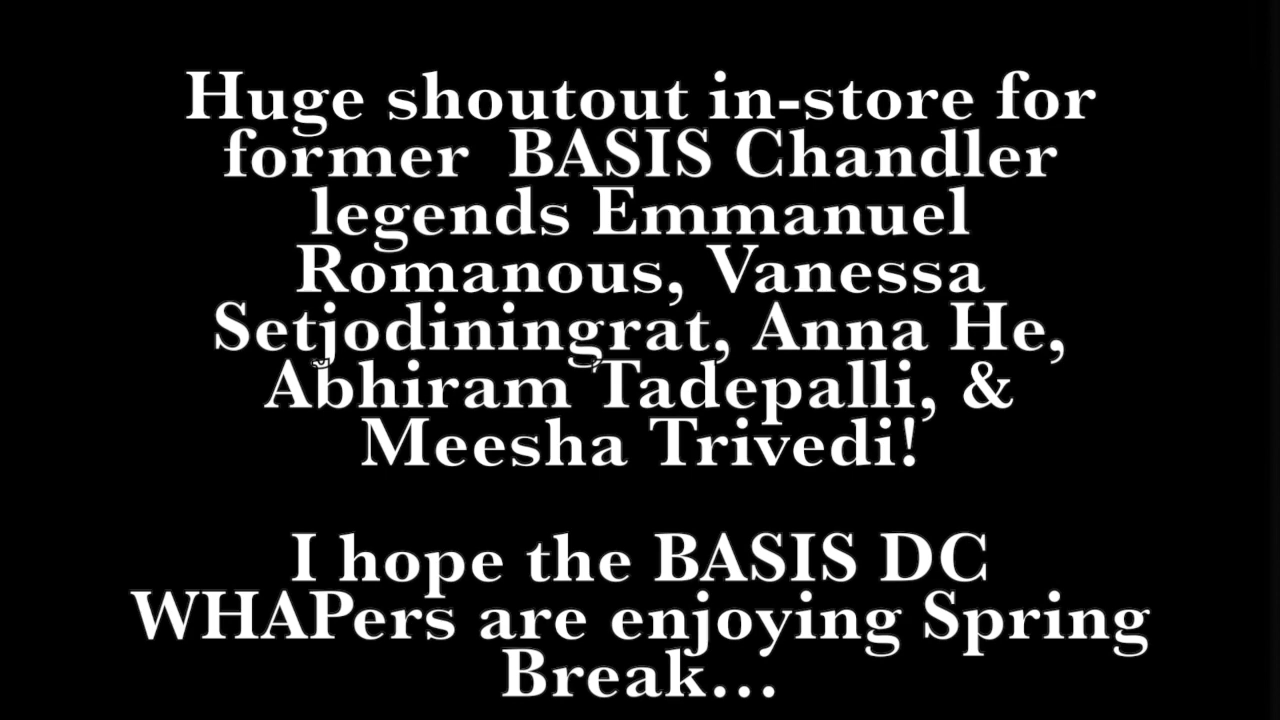 Huge shoutout in-store for
former BASIS Chandler
legends Emmanuel
Romanous, Vanessa
Setjodiningrat, Anna He,
Abhiram Tadepalli, &
Meesha Trivedi!
I hope the BASIS DC
WHAPers are enjoying Spring
Break...